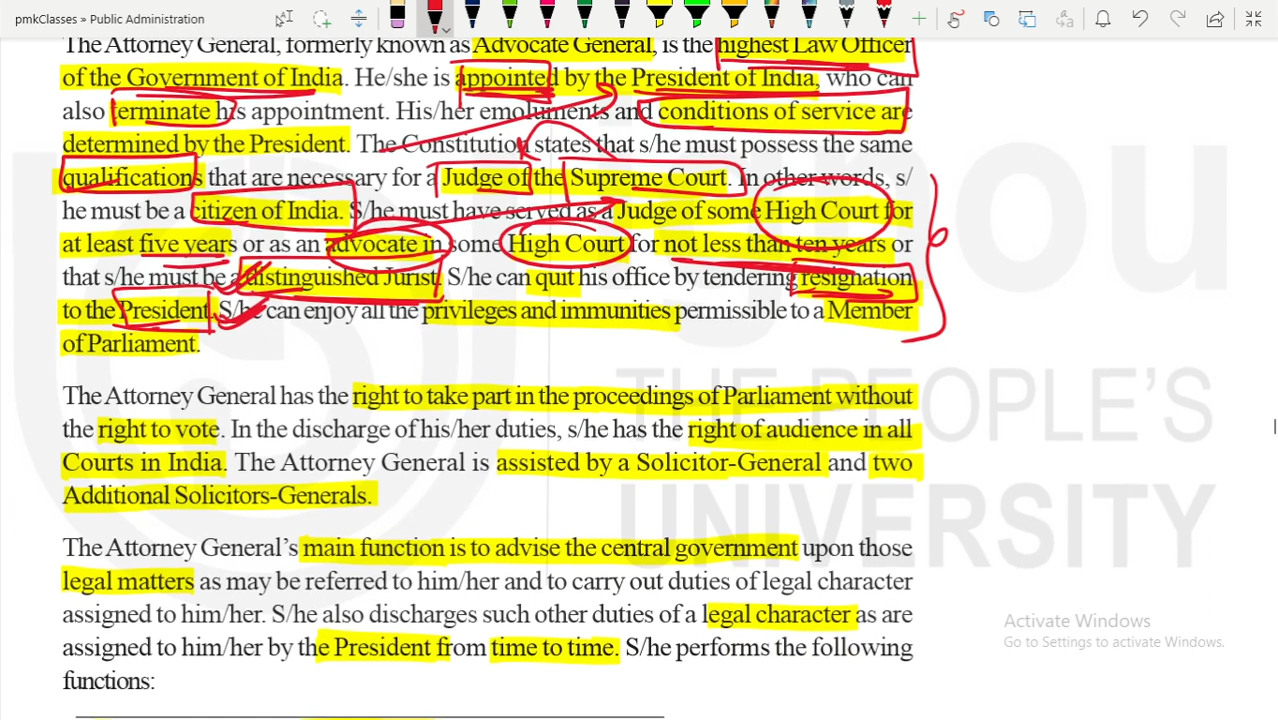 pmkClasses » Public Administration
The Attorney General, formerly known as Advocate General, is the highest Law Officer
of the Government of India. He/she is appointed by the President of India, who can
also terminate his appointment. His/her emoluments and conditions of service are
determined by the President. The Constitution states that s/he must possess the same
qualifications that are necessary for a Judge of the Supreme Court. In other words, s/
he must be a citizen of India. S/he must have served as a Judge of some High Court for
at least five years or as an advocate in some High Court for not less than ten years or
that s/he must be a distinguished Jurist. S/he can quit his office by tendering resignation
to the President. S/he can enjoy all the privileges and immunities permissible to a Member
of Parliament.
The Attorney General has the right to take part in the proceedings of Parliament without
the right to vote. In the discharge of his/her duties, s/he has the right of audience in all
Courts in India. The Attorney General is assisted by a Solicitor-General and two
Additional Solicitors-Generals.
The Attorney General's main function is to advise the central government upon those
legal matters as may be referred to him/her and to carry out duties of legal character
assigned to him/her. S/he also discharges such other duties of a legal character as are
assigned to him/her by the President from time to time. S/he performs the following
functions:
ignou
THE PEOPLE'S
UNIVERSITY
Activate Windows
Go to Settings to activate Windows.